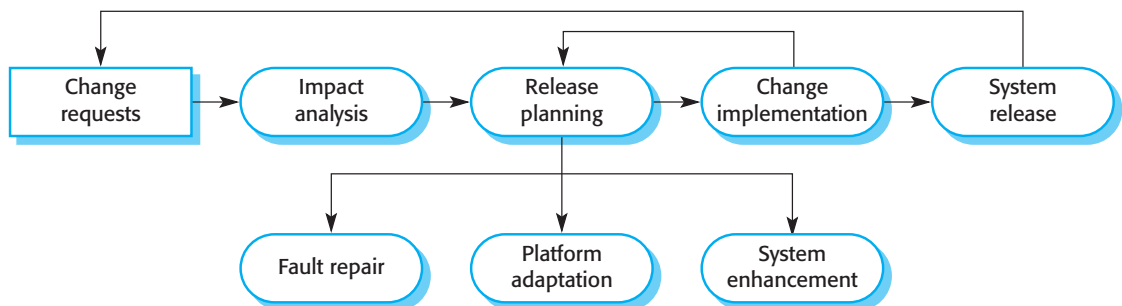 Change
requests
Impact
analysis
Release
planning
Change
implementation
System
release
Fault repair
Platform
adaptation
System
enhancement